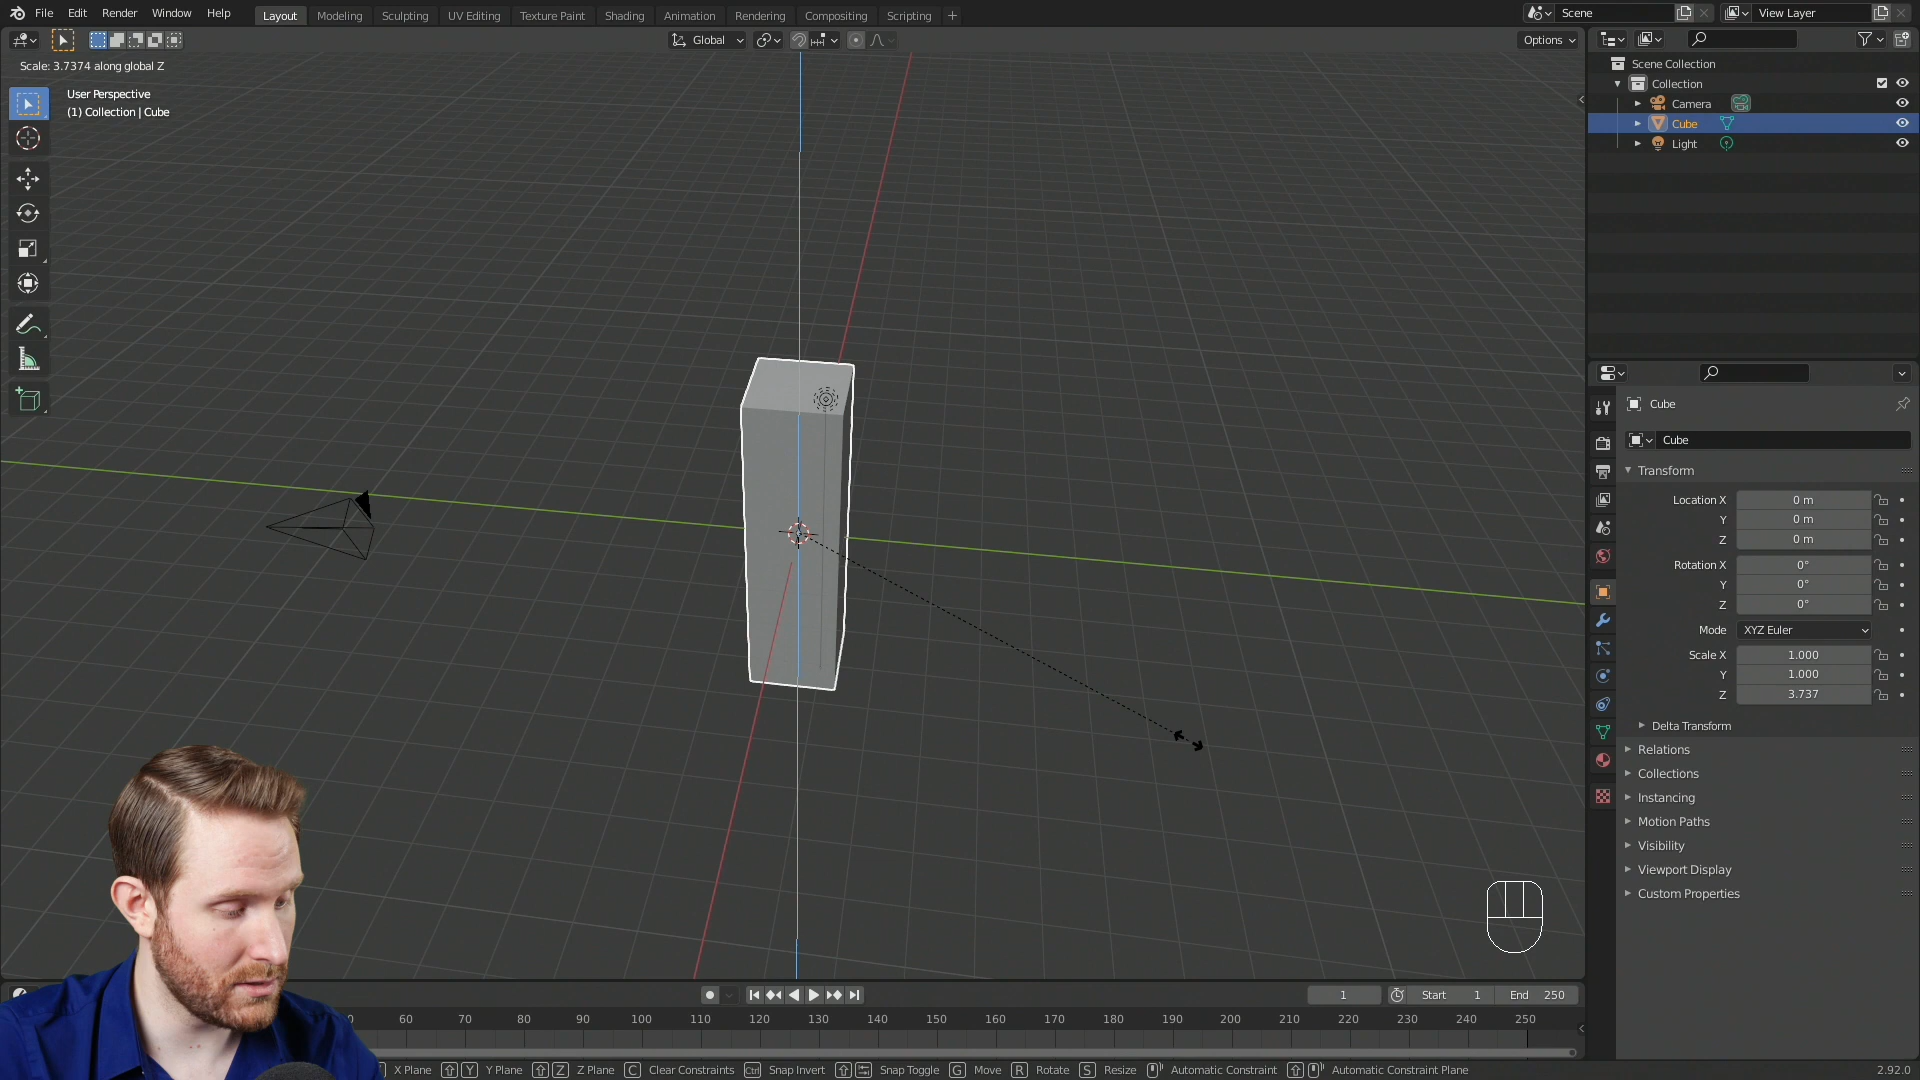 File Edit Render Window Help
Layout Modeling Sculpting UV Editing Texture Paint Shading Animation Rendering Compositing Scripting +
Scene
View Layer
Global
Options
Scale: 3.7374 along global Z
User Perspective
(1) Collection | Cube
Scene Collection
Collection
Camera
Cube
Light
Cube
Cube
Transform
Location X 0 m
Y 0 m
Z 0 m
Rotation X 0°
Y 0°
Z 0°
Mode XYZ Euler
Scale X 1.000
Y 1.000
Z 3.737
Delta Transform
Relations
Collections
Instancing
Motion Paths
Visibility
Viewport Display
Custom Properties
1 Start 1 End 250
60 70 80 90 100 110 120 130 140 150 160 170 180 190 200 210 220 230 240 250
X Plane Y Y Plane Z Z Plane C Clear Constraints Ctrl Snap Invert Snap Toggle G Move R Rotate S Resize Automatic Constraint Automatic Constraint Plane
2.92.0